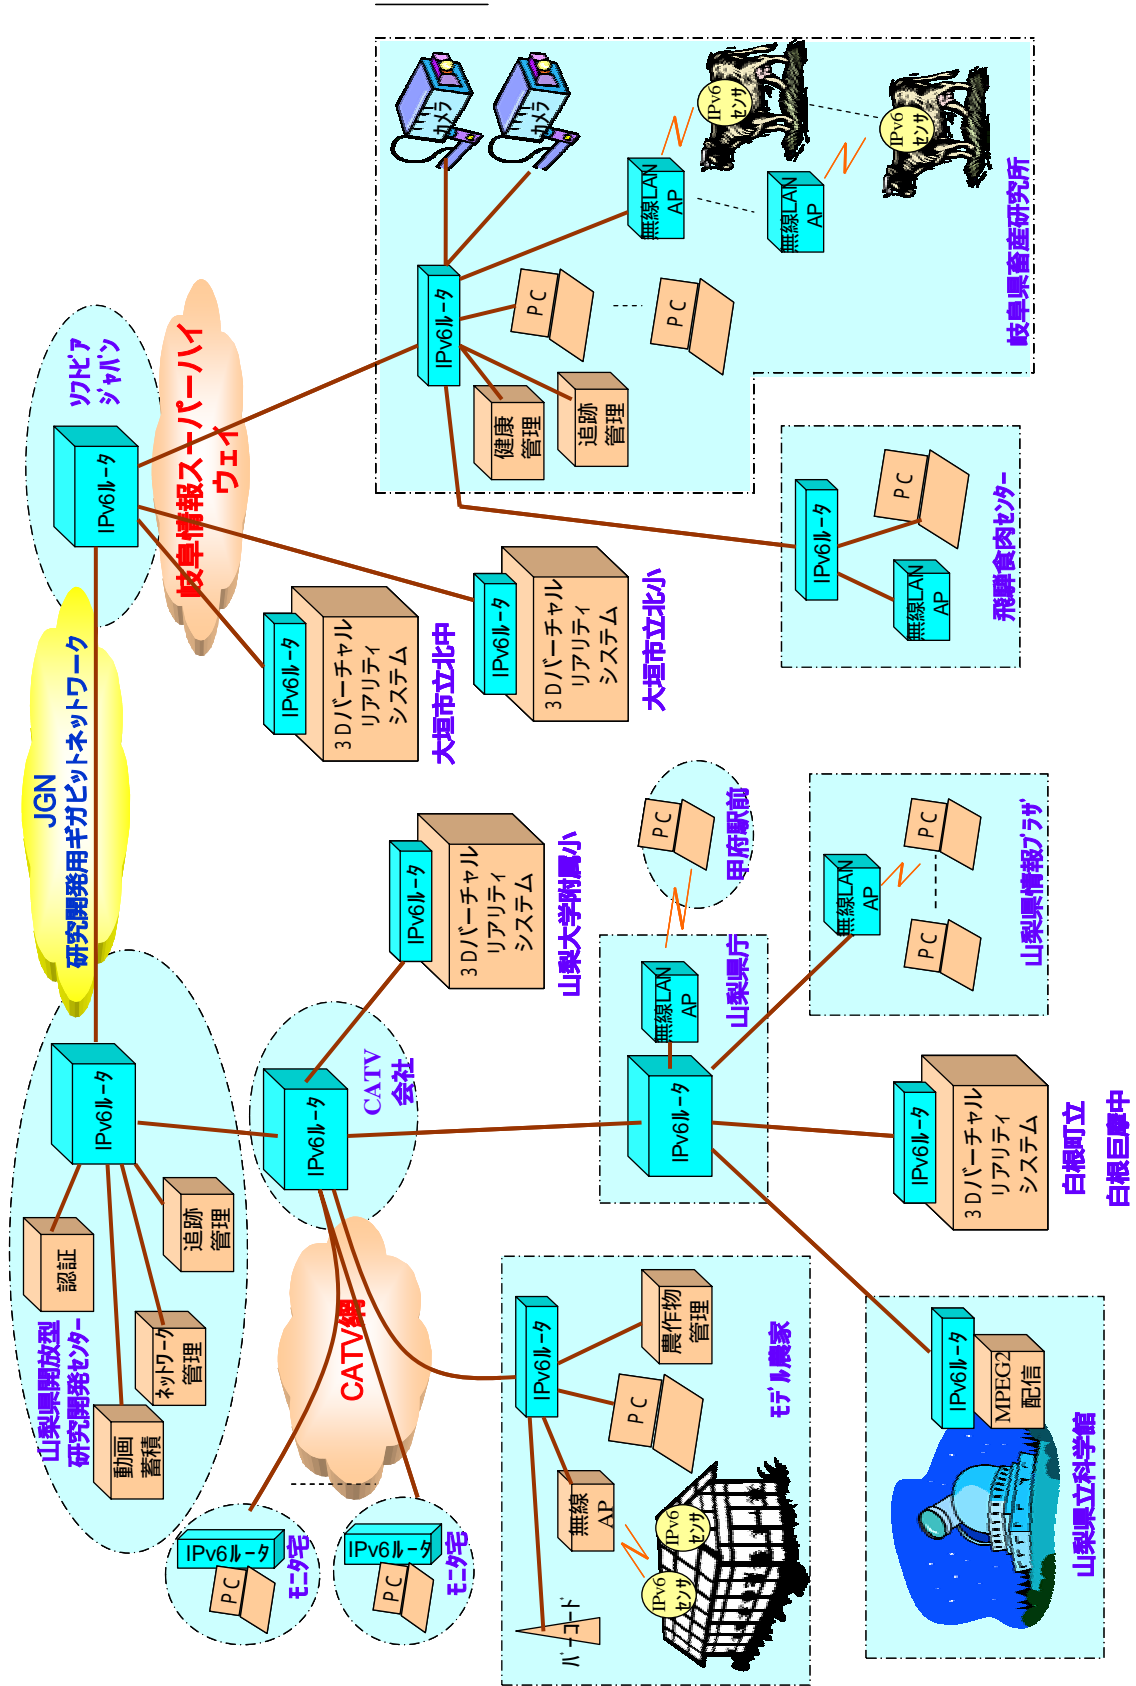 JGN
研究開発用ギガビットネットワーク
山梨県開放型
研究開発センター
認証
動画
蓄積
ネットワーク
管理
追跡
管理
IPv6ルータ
ソフトピア
ジャパン
IPv6ルータ
岐阜情報スーパーハイ
ウェイ
モニタ宅
IPv6ルータ
PC
モニタ宅
IPv6ルータ
PC
CATV網
CATV
会社
IPv6ルータ
IPv6ルータ
3Dバーチャル
リアリティ
システム
山梨大学附属小
IPv6ルータ
3Dバーチャル
リアリティ
システム
大垣市立北中
IPv6ルータ
3Dバーチャル
リアリティ
システム
大垣市立北小
IPv6ルータ
カメラ
カメラ
健康
管理
追跡
管理
PC
PC
無線LAN
AP
無線LAN
AP
IPv6
センサ
IPv6
センサ
岐阜県畜産研究所
IPv6ルータ
PC
無線LAN
AP
飛騨食肉センター
IPv6ルータ
バーコード
無線
AP
PC
農作物
管理
IPv6
センサ
IPv6
センサ
モデル農家
IPv6ルータ
無線LAN
AP
山梨県庁
PC
甲府駅前
無線LAN
AP
PC
PC
山梨県情報プラザ
IPv6ルータ
3Dバーチャル
リアリティ
システム
白根町立
白根巨摩中
IPv6ルータ
MPEG2
配信
山梨県立科学館